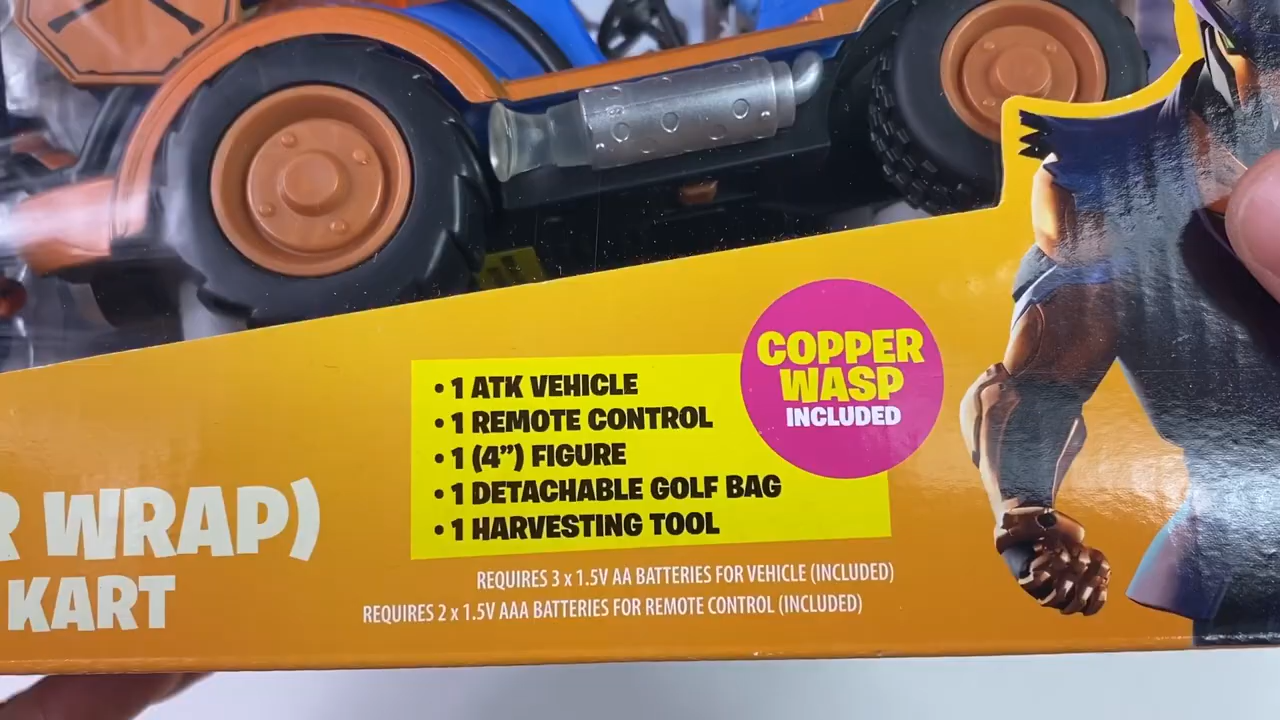 COPPER
WASP
INCLUDED
• 1 ATK VEHICLE
• 1 REMOTE CONTROL
• 1 (4”) FIGURE
• 1 DETACHABLE GOLF BAG
• 1 HARVESTING TOOL
R WRAP)
KART
REQUIRES 3 x 1.5V AA BATTERIES FOR VEHICLE (INCLUDED)
REQUIRES 2 x 1.5V AAA BATTERIES FOR REMOTE CONTROL (INCLUDED)